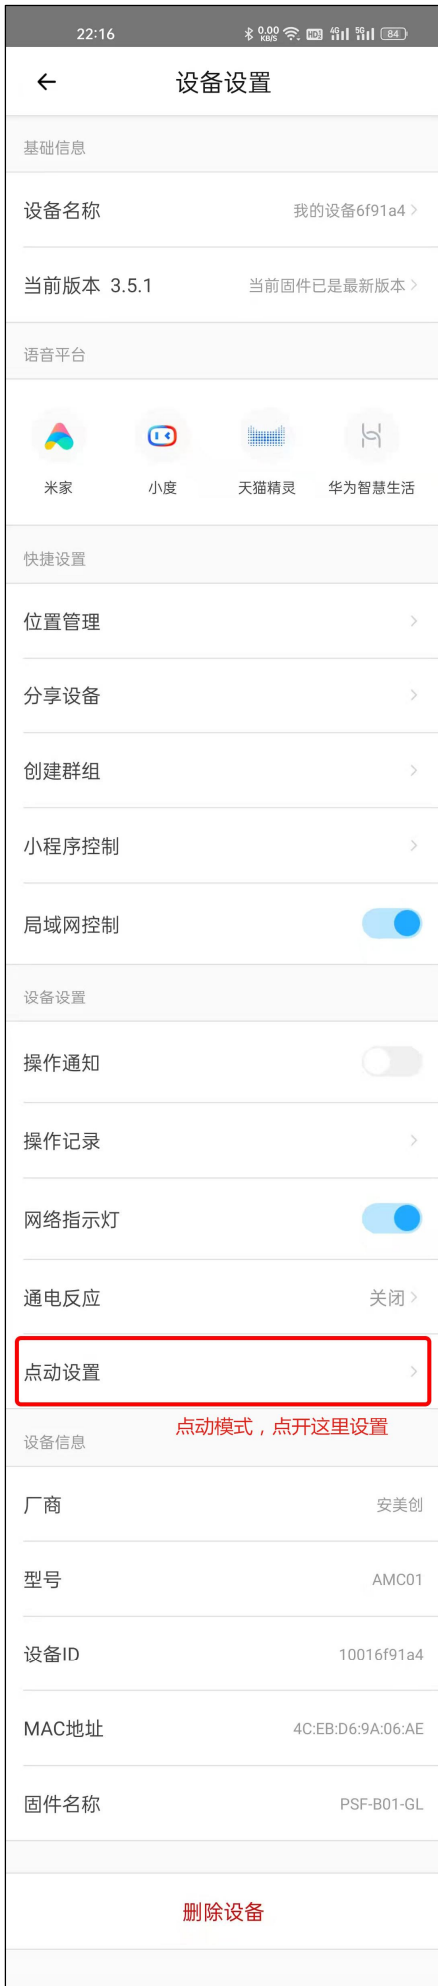 22:16 0.00 KB/S HD 4G 5G 84
设备设置
基础信息
设备名称 我的设备6f91a4
当前版本 3.5.1 当前固件已是最新版本
语音平台
米家 小度 天猫精灵 华为智慧生活
快捷设置
位置管理
分享设备
创建群组
小程序控制
局域网控制
设备设置
操作通知
操作记录
网络指示灯
通电反应 关闭
点动设置
点动模式，点开这里设置
设备信息
厂商 安美创
型号 AMC01
设备ID 10016f91a4
MAC地址 4C:EB:D6:9A:06:AE
固件名称 PSF-B01-GL
删除设备